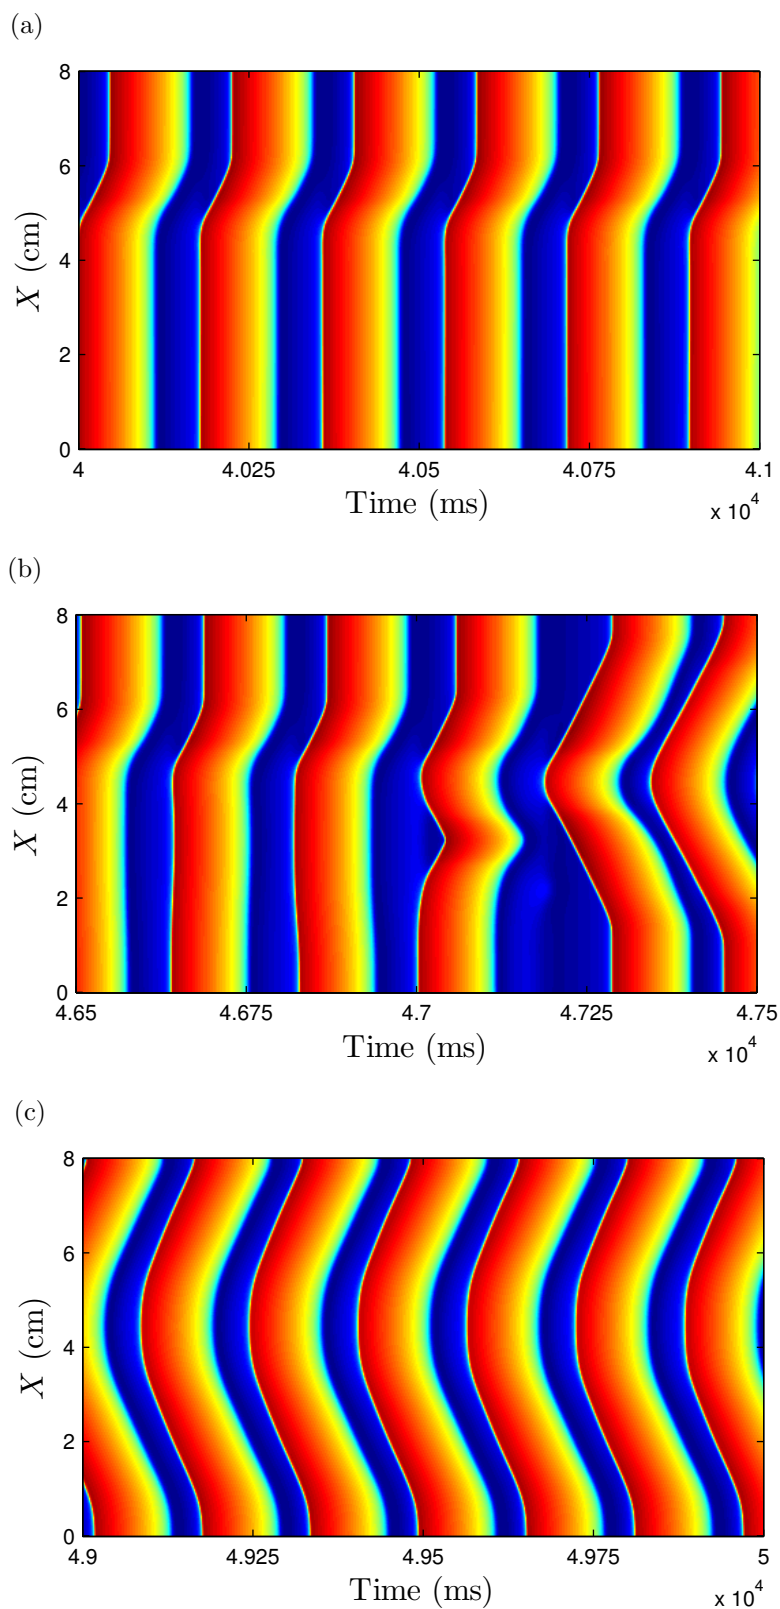 (a)
8
6
4
2
0
X (cm)
4 4.025 4.05 4.075 4.1
Time (ms)
x 10^4
(b)
8
6
4
2
0
X (cm)
4.65 4.675 4.7 4.725 4.75
Time (ms)
x 10^4
(c)
8
6
4
2
0
X (cm)
4.9 4.925 4.95 4.975 5
Time (ms)
x 10^4